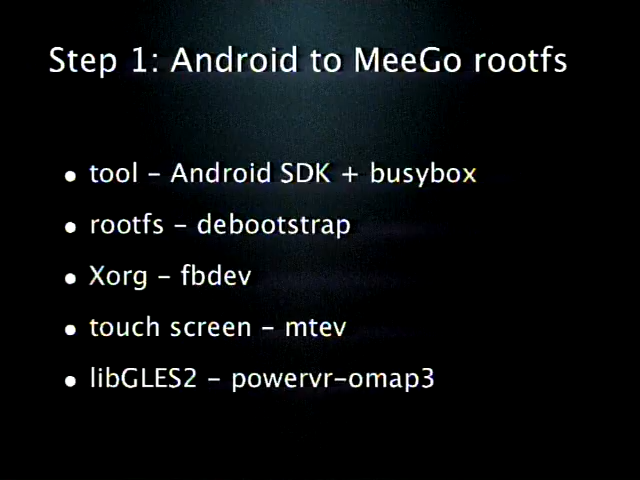 Step 1: Android to MeeGo rootfs
• tool – Android SDK + busybox
• rootfs – debootstrap
• Xorg – fbdev
• touch screen – mtev
• libGLES2 – powervr-omap3